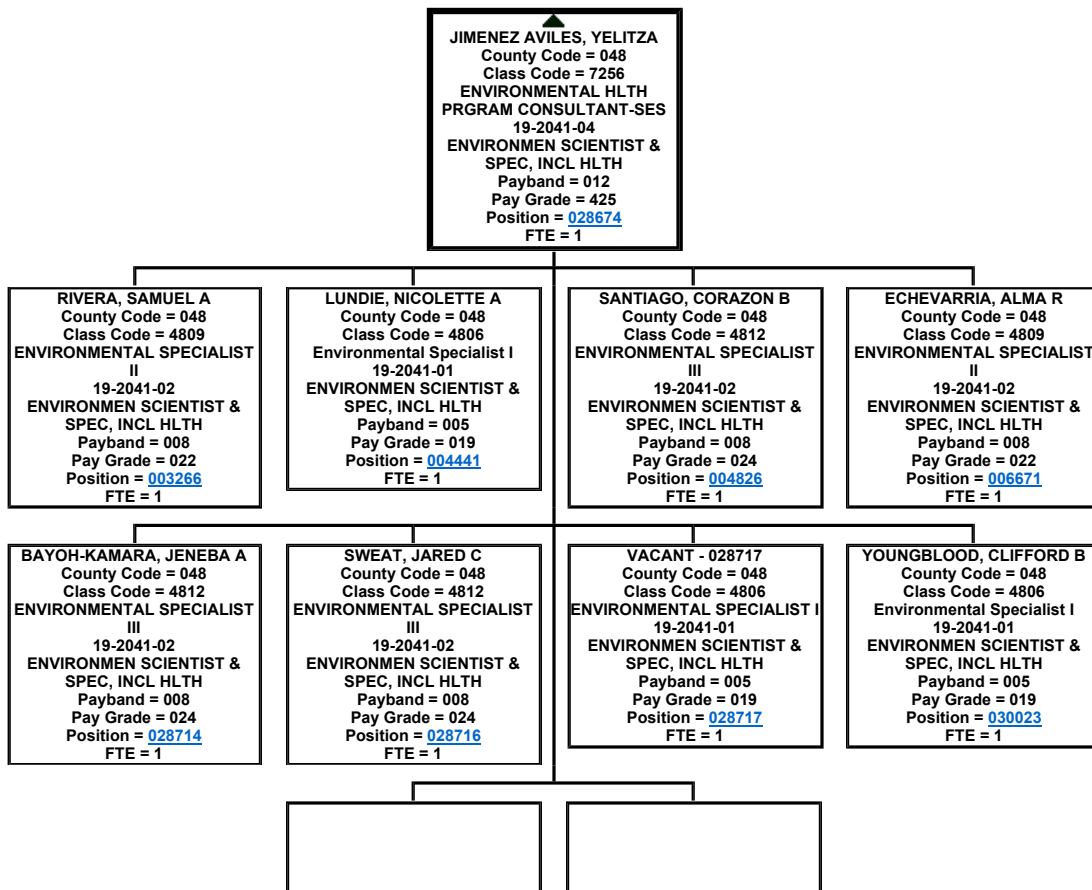 JIMENEZ AVILES, YELITZA
County Code = 048
Class Code = 7256
ENVIRONMENTAL HLTH
PRGRAM CONSULTANT-SES
19-2041-04
ENVIRONMEN SCIENTIST &
SPEC, INCL HLTH
Payband = 012
Pay Grade = 425
Position = 028674
FTE = 1
RIVERA, SAMUEL A
County Code = 048
Class Code = 4809
ENVIRONMENTAL SPECIALIST
II
19-2041-02
ENVIRONMEN SCIENTIST &
SPEC, INCL HLTH
Payband = 008
Pay Grade = 022
Position = 003266
FTE = 1
LUNDIE, NICOLETTE A
County Code = 048
Class Code = 4806
Environmental Specialist I
19-2041-01
ENVIRONMEN SCIENTIST &
SPEC, INCL HLTH
Payband = 005
Pay Grade = 019
Position = 004441
FTE = 1
SANTIAGO, CORAZON B
County Code = 048
Class Code = 4812
ENVIRONMENTAL SPECIALIST
III
19-2041-02
ENVIRONMEN SCIENTIST &
SPEC, INCL HLTH
Payband = 008
Pay Grade = 024
Position = 004826
FTE = 1
ECHEVARRIA, ALMA R
County Code = 048
Class Code = 4809
ENVIRONMENTAL SPECIALIST
II
19-2041-02
ENVIRONMEN SCIENTIST &
SPEC, INCL HLTH
Payband = 008
Pay Grade = 022
Position = 006671
FTE = 1
BAYOH-KAMARA, JENEBA A
County Code = 048
Class Code = 4812
ENVIRONMENTAL SPECIALIST
III
19-2041-02
ENVIRONMEN SCIENTIST &
SPEC, INCL HLTH
Payband = 008
Pay Grade = 024
Position = 028714
FTE = 1
SWEAT, JARED C
County Code = 048
Class Code = 4812
ENVIRONMENTAL SPECIALIST
III
19-2041-02
ENVIRONMEN SCIENTIST &
SPEC, INCL HLTH
Payband = 008
Pay Grade = 024
Position = 028716
FTE = 1
VACANT - 028717
County Code = 048
Class Code = 4806
ENVIRONMENTAL SPECIALIST I
19-2041-01
ENVIRONMEN SCIENTIST &
SPEC, INCL HLTH
Payband = 005
Pay Grade = 019
Position = 028717
FTE = 1
YOUNGBLOOD, CLIFFORD B
County Code = 048
Class Code = 4806
Environmental Specialist I
19-2041-01
ENVIRONMEN SCIENTIST &
SPEC, INCL HLTH
Payband = 005
Pay Grade = 019
Position = 030023
FTE = 1